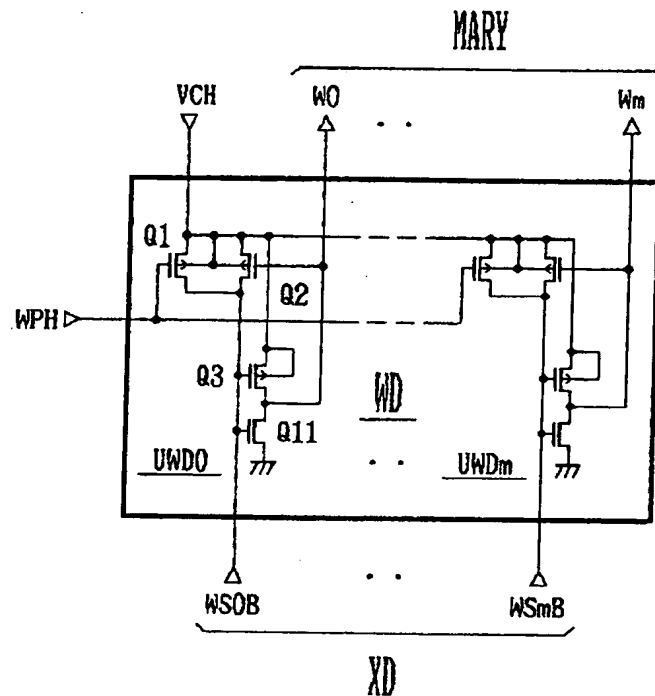 MARY
VCH
W0
. .
Wm
Q1
Q2
WPH
Q3
WD
Q11
UWD0
. .
UWDm
. .
WS0B
WSmB
XD